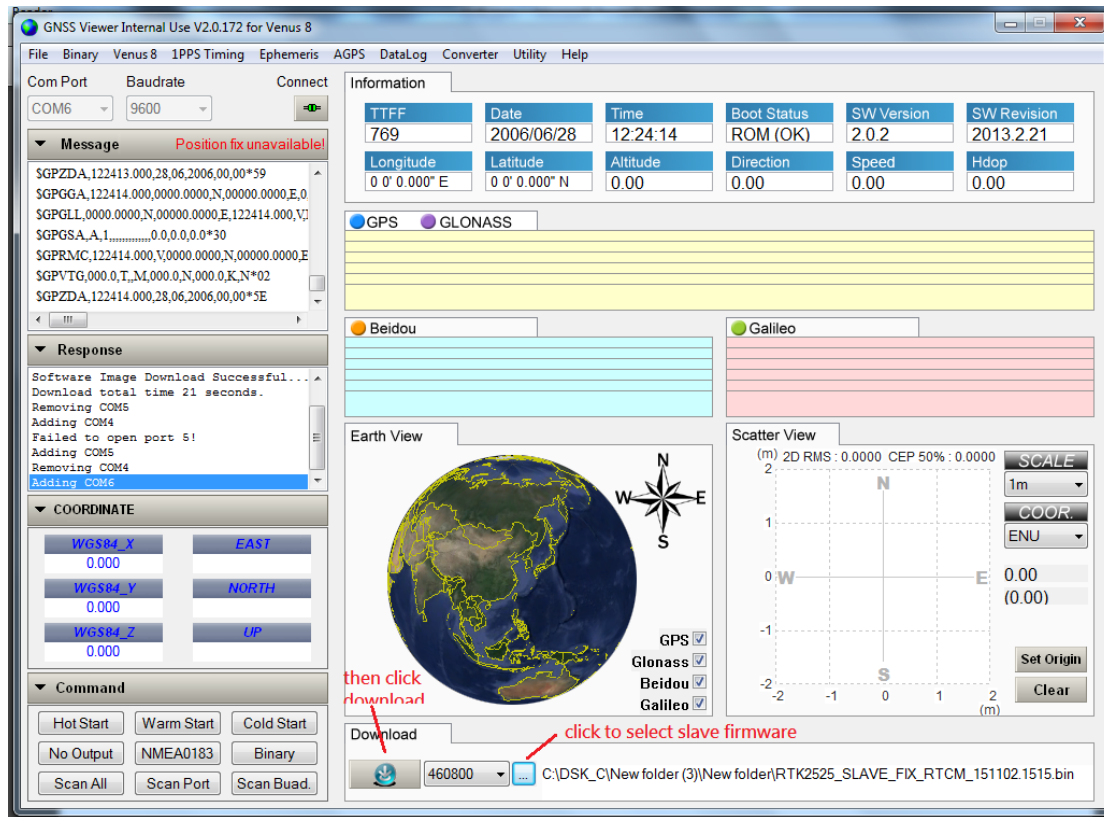 GNSS Viewer Internal Use V2.0.172 for Venus 8
File Binary Venus 8 1PPS Timing Ephemeris AGPS DataLog Converter Utility Help
Com Port Baudrate Connect
COM6 9600
Message Position fix unavailable!
$GPZDA,122413.000,28,06,2006,00,00*59
$GPGGA,122414.000,0000.0000,N,00000.0000,E,0
$GPGLL,0000.0000,N,00000.0000,E,122414.000,V,
$GPGSA,A,1,,,,,,,,,,,,,0.0,0.0,0.0*30
$GPRMC,122414.000,V,0000.0000,N,00000.0000,E
$GPVTG,000.0,T,,M,000.0,N,000.0,K,N*02
$GPZDA,122414.000,28,06,2006,00,00*5E
Response
Software Image Download Successful...
Download total time 21 seconds.
Removing COM5
Adding COM4
Failed to open port 5!
Adding COM5
Removing COM4
Adding COM6
COORDINATE
WGS84_X EAST
0.000
WGS84_Y NORTH
0.000
WGS84_Z UP
0.000
Command
Hot Start Warm Start Cold Start
No Output NMEA0183 Binary
Scan All Scan Port Scan Buad.
Information
TTFF Date Time Boot Status SW Version SW Revision
769 2006/06/28 12:24:14 ROM (OK) 2.0.2 2013.2.21
Longitude Latitude Altitude Direction Speed Hdop
0 0' 0.000" E 0 0' 0.000" N 0.00 0.00 0.00 0.00
GPS GLONASS
Beidou
Galileo
Earth View
N
W E
S
GPS
Glonass
Beidou
Galileo
then click
download
Scatter View
(m) 2D RMS : 0.0000 CEP 50% : 0.0000
2
1
0
-1
-2
N
W E
S
-2 -1 0 1 2
(m)
SCALE
1m
COOR.
ENU
0.00
(0.00)
Set Origin
Clear
Download
click to select slave firmware
460800 ... C:\DSK_C\New folder (3)\New folder\RTK2525_SLAVE_FIX_RTCM_151102.1515.bin